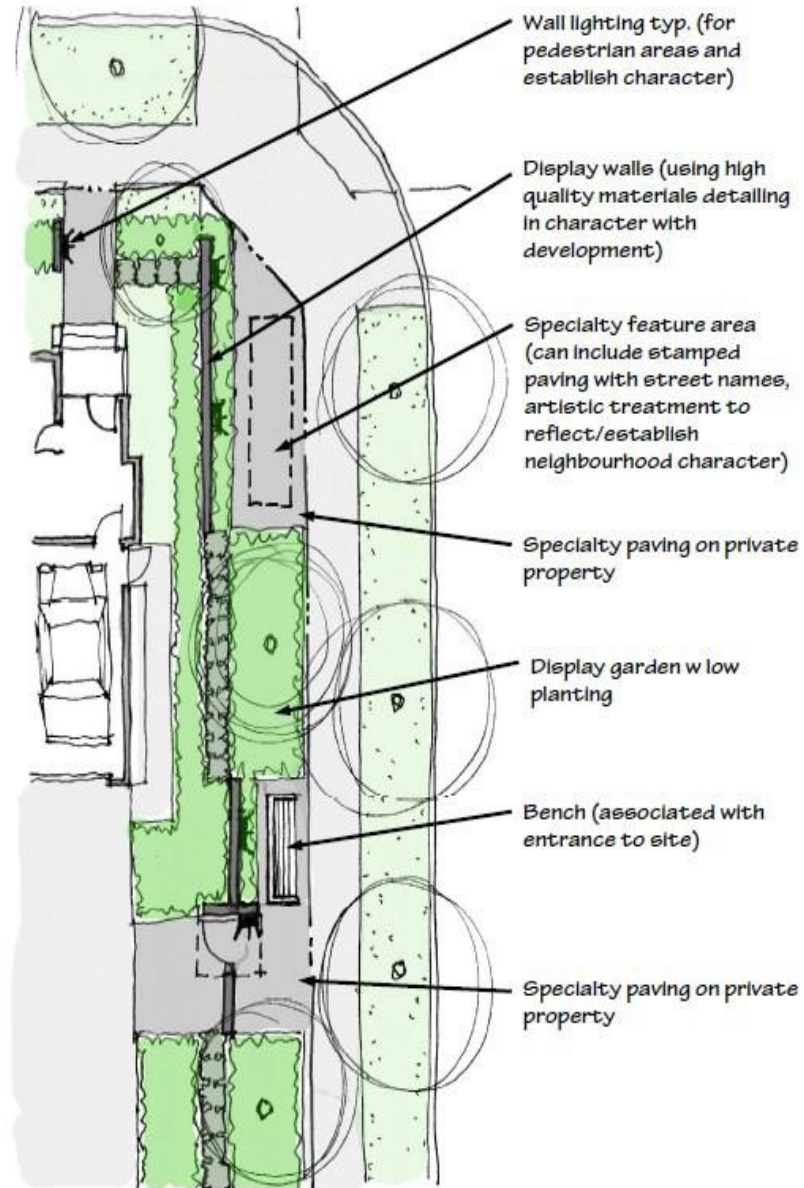 Wall lighting typ. (for
pedestrian areas and
establish character)
Display walls (using high
quality materials detailing
in character with
development)
Specialty feature area
(can include stamped
paving with street names,
artistic treatment to
reflect/establish
neighbourhood character)
Specialty paving on private
property
Display garden w low
planting
Bench (associated with
entrance to site)
Specialty paving on private
property